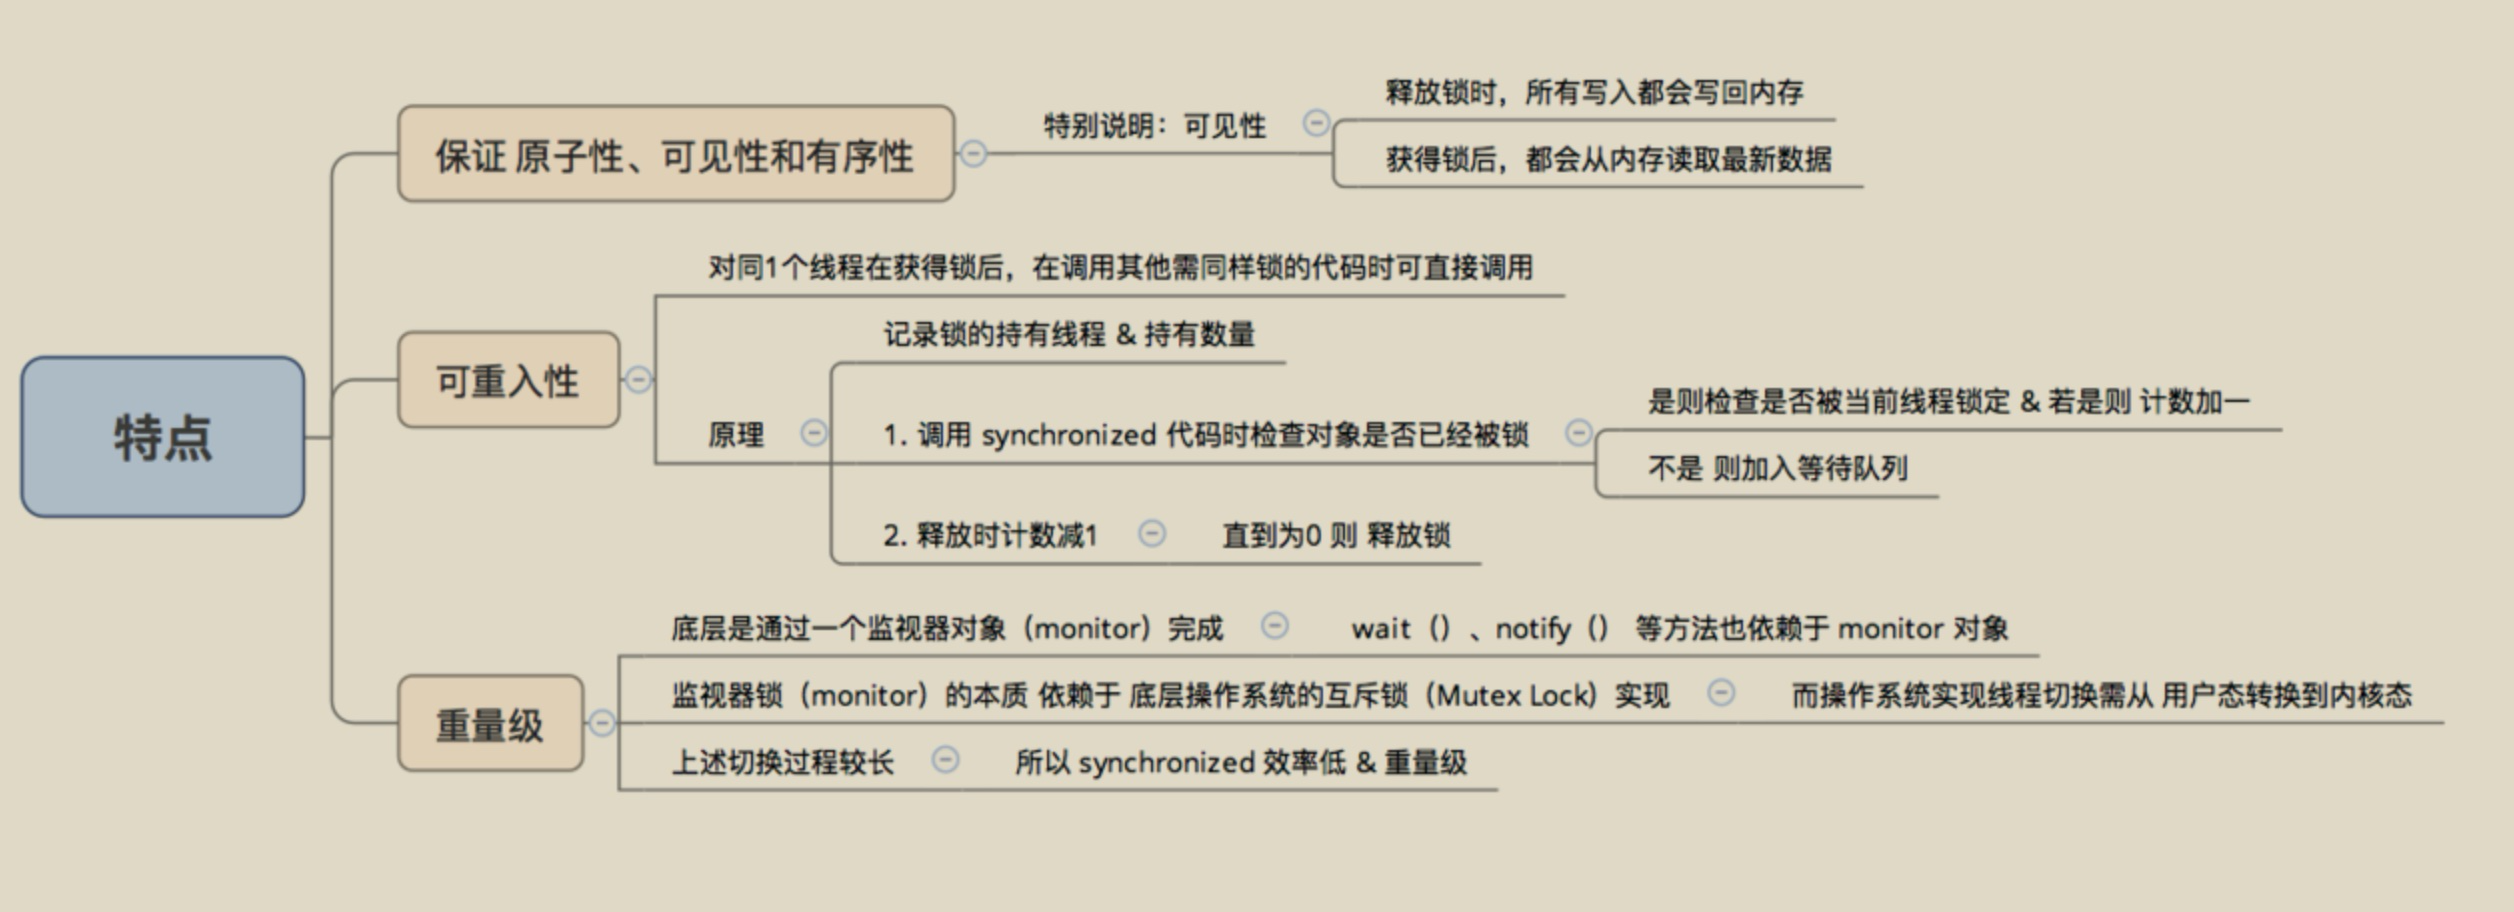 特点
保证 原子性、可见性和有序性
特别说明：可见性
释放锁时，所有写入都会写回内存
获得锁后，都会从内存读取最新数据
可重入性
对同1个线程在获得锁后，在调用其他需同样锁的代码时可直接调用
原理
记录锁的持有线程 & 持有数量
1. 调用 synchronized 代码时检查对象是否已经被锁
是则检查是否被当前线程锁定 & 若是则 计数加一
不是 则加入等待队列
2. 释放时计数减1
直到为0 则 释放锁
重量级
底层是通过一个监视器对象（monitor）完成
wait（）、notify（） 等方法也依赖于 monitor 对象
监视器锁（monitor）的本质 依赖于 底层操作系统的互斥锁（Mutex Lock）实现
而操作系统实现线程切换需从 用户态转换到内核态
上述切换过程较长
所以 synchronized 效率低 & 重量级